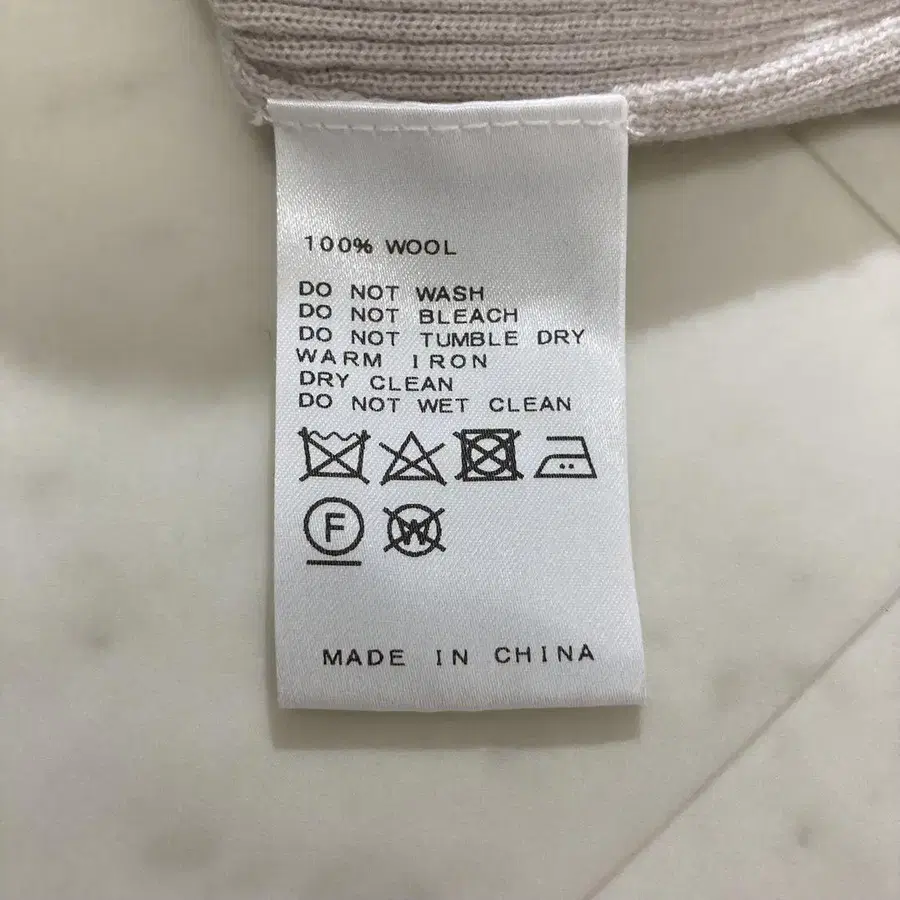 100% WOOL
DO NOT WASH
DO NOT BLEACH
DO NOT TUMBLE DRY
WARM IRON
DRY CLEAN
DO NOT WET CLEAN
F W
MADE IN CHINA